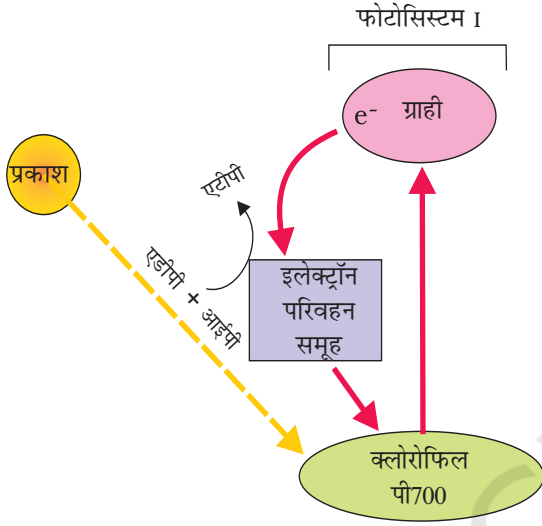 फोटोसिस्टम I
e- ग्राही
प्रकाश
एटीपी
एडीपी + आईपी
इलेक्ट्रॉन
परिवहन
समूह
क्लोरोफिल
पी700